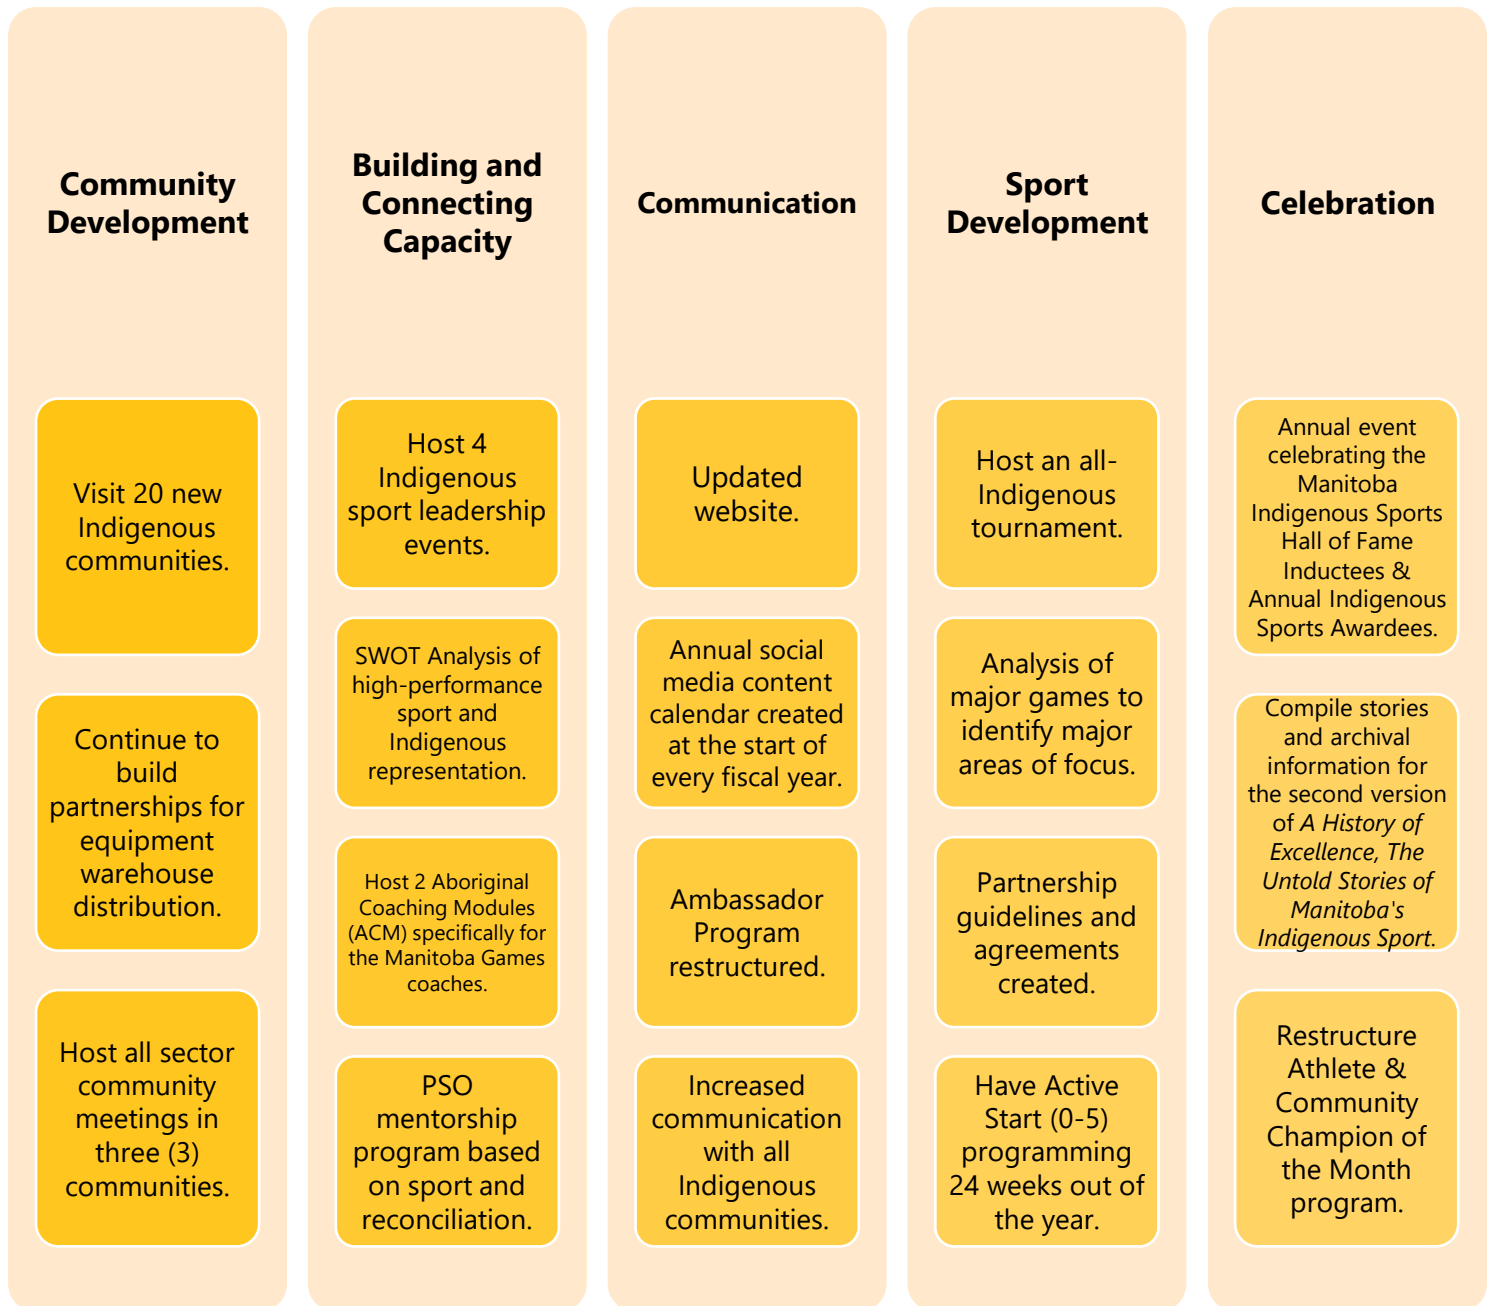 Community
Development
Visit 20 new
Indigenous
communities.
Continue to
build
partnerships for
equipment
warehouse
distribution.
Host all sector
community
meetings in
three (3)
communities.
Building and
Connecting
Capacity
Host 4
Indigenous
sport leadership
events.
SWOT Analysis of
high-performance
sport and
Indigenous
representation.
Host 2 Aboriginal
Coaching Modules
(ACM) specifically for
the Manitoba Games
coaches.
PSO
mentorship
program based
on sport and
reconciliation.
Communication
Updated
website.
Annual social
media content
calendar created
at the start of
every fiscal year.
Ambassador
Program
restructured.
Increased
communication
with all
Indigenous
communities.
Sport
Development
Host an all-
Indigenous
tournament.
Analysis of
major games to
identify major
areas of focus.
Partnership
guidelines and
agreements
created.
Have Active
Start (0-5)
programming
24 weeks out of
the year.
Celebration
Annual event
celebrating the
Manitoba
Indigenous Sports
Hall of Fame
Inductees &
Annual Indigenous
Sports Awardees.
Compile stories
and archival
information for
the second version
of A History of
Excellence, The
Untold Stories of
Manitoba's
Indigenous Sport.
Restructure
Athlete &
Community
Champion of
the Month
program.